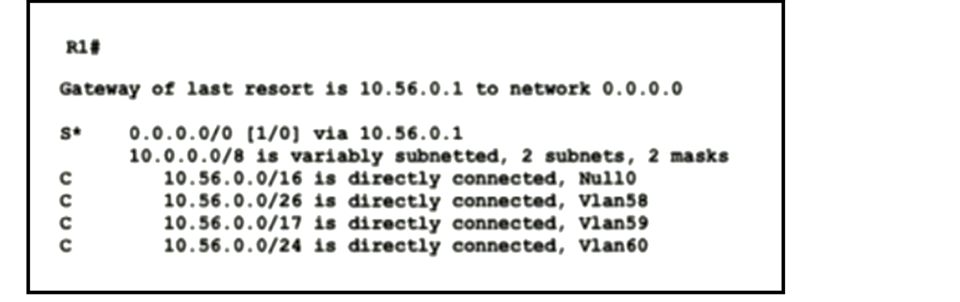 R1#
Gateway of last resort is 10.56.0.1 to network 0.0.0.0
S* 0.0.0.0/0 [1/0] via 10.56.0.1
10.0.0.0/8 is variably subnetted, 2 subnets, 2 masks
C 10.56.0.0/16 is directly connected, Null0
C 10.56.0.0/26 is directly connected, Vlan58
C 10.56.0.0/17 is directly connected, Vlan59
C 10.56.0.0/24 is directly connected, Vlan60